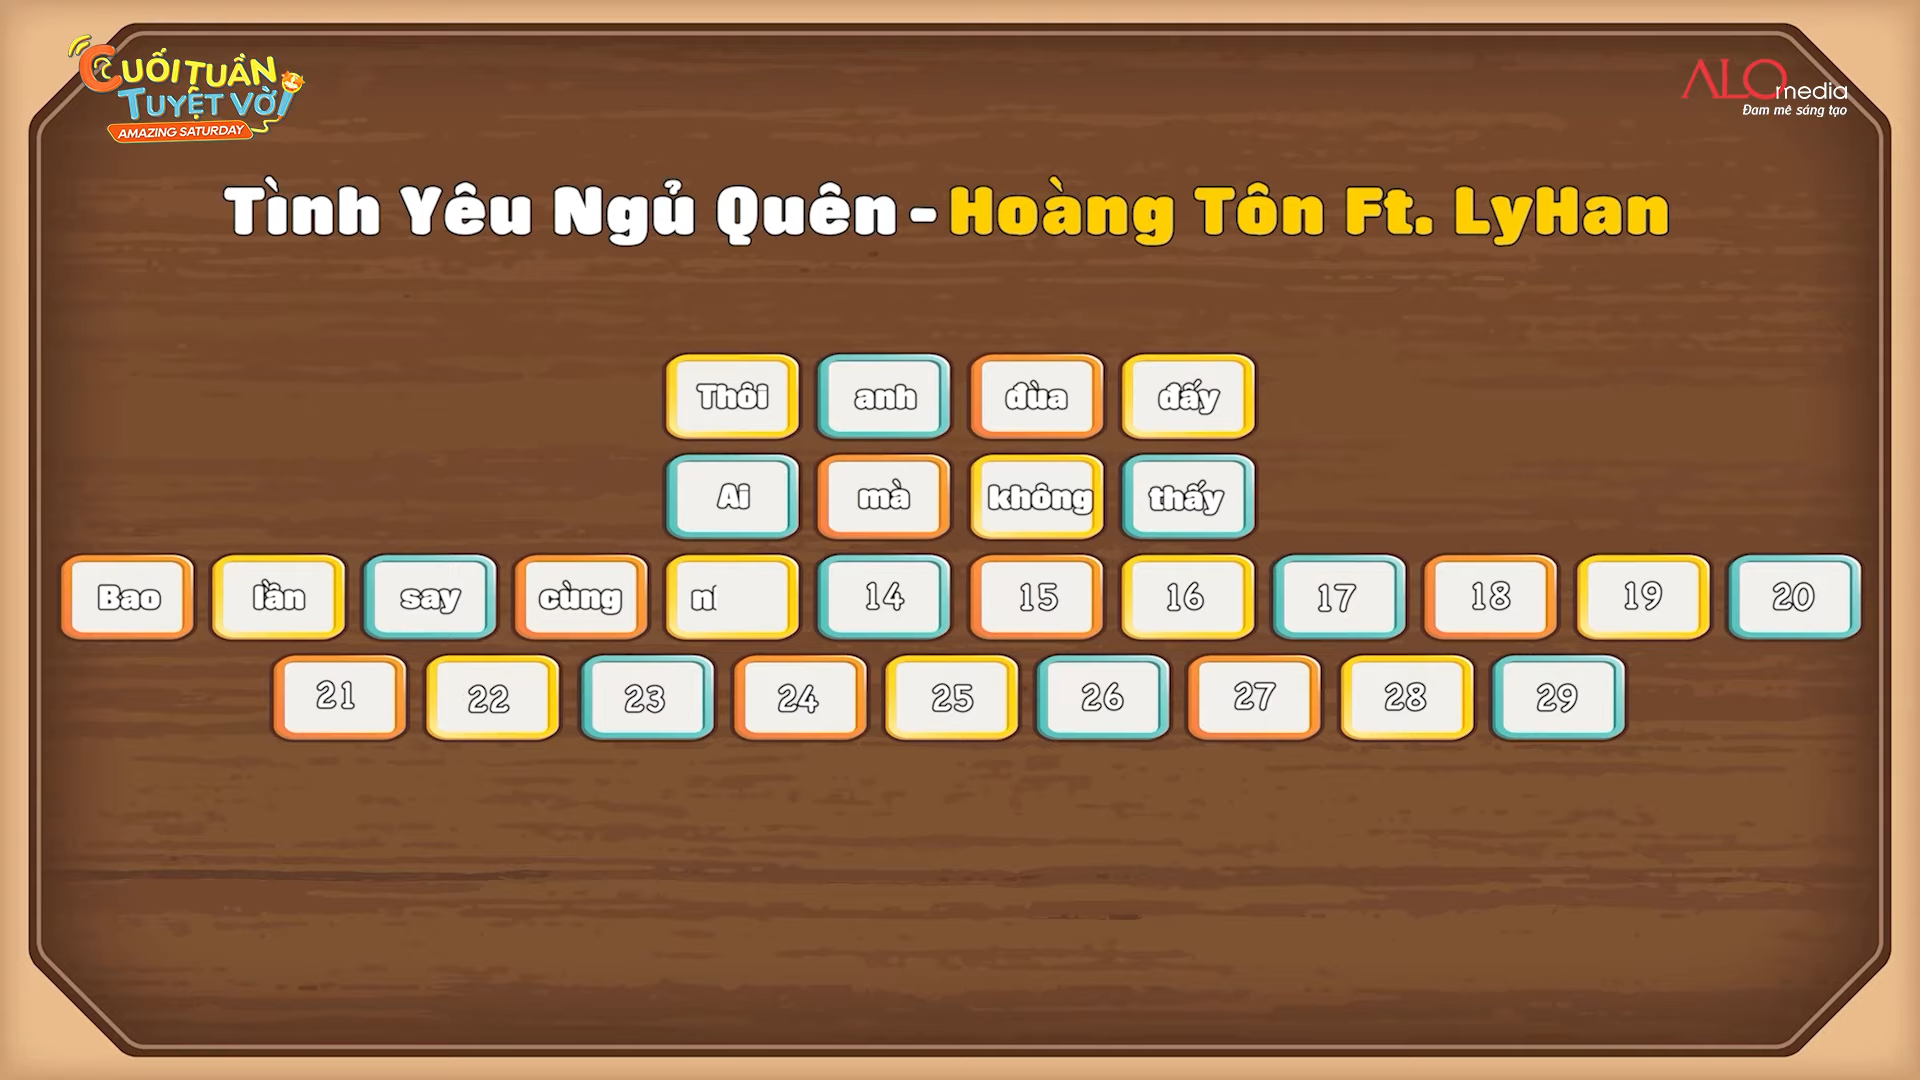 CUỐI TUẦN
TUYỆT VỜI
AMAZING SATURDAY
ALO media
Đam mê sáng tạo
Tình Yêu Ngủ Quên - Hoàng Tôn Ft. LyHan
Thôi anh đùa đấy
Ai mà không thấy
Bao lần say cùng 14 15 16 17 18 19 20
21 22 23 24 25 26 27 28 29